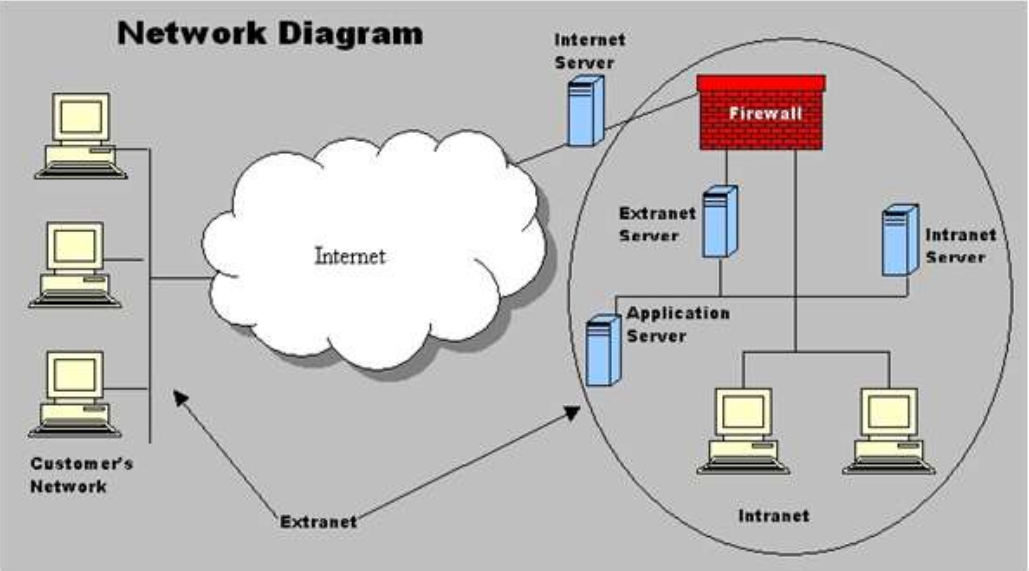 Network Diagram
Internet
Server
Firewall
Extranet
Server
Intranet
Server
Internet
Application
Server
Customer's
Network
Extranet
Intranet